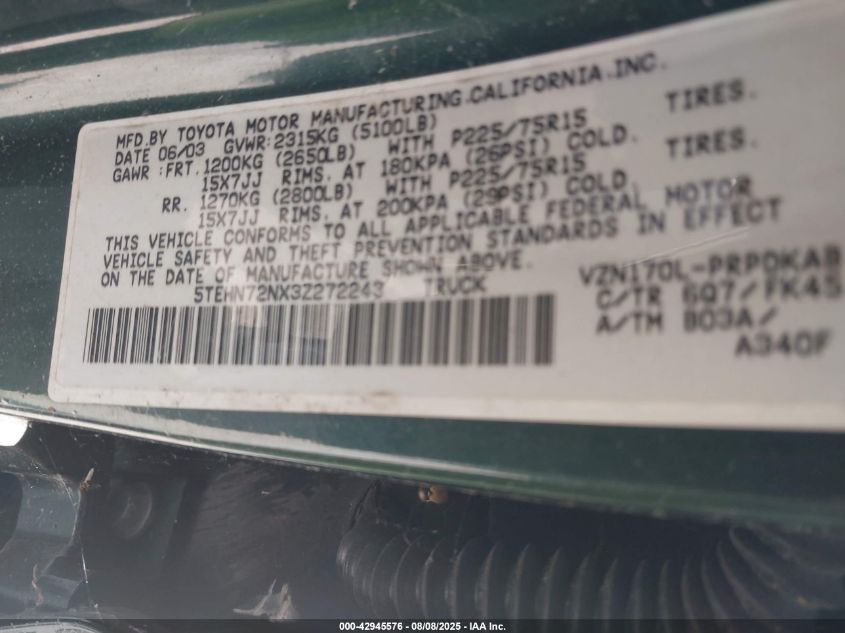 MFD.BY TOYOTA MOTOR MANUFACTURING.CALIFORNIA.INC.
DATE 06/03 GVWR:2315KG (5100LB)
GAWR :FRT.1200KG (2650LB) WITH P225/75R15 TIRES.
15X7JJ RIMS. AT 180KPA (26PSI) COLD.
RR. 1270KG (2800LB) WITH P225/75R15 TIRES.
15X7JJ RIMS. AT 200KPA (29PSI) COLD.
THIS VEHICLE CONFORMS TO ALL APPLICABLE FEDERAL MOTOR
VEHICLE SAFETY AND THEFT PREVENTION STANDARDS IN EFFECT
ON THE DATE OF MANUFACTURE SHOWN ABOVE.
5TEHN72NX3Z272243 TRUCK
VZN170L-PRPDKAB
C/TR 6Q7/FK45
A/TM B03A/
A340F
000-42945576 - 08/08/2025 - IAA Inc.